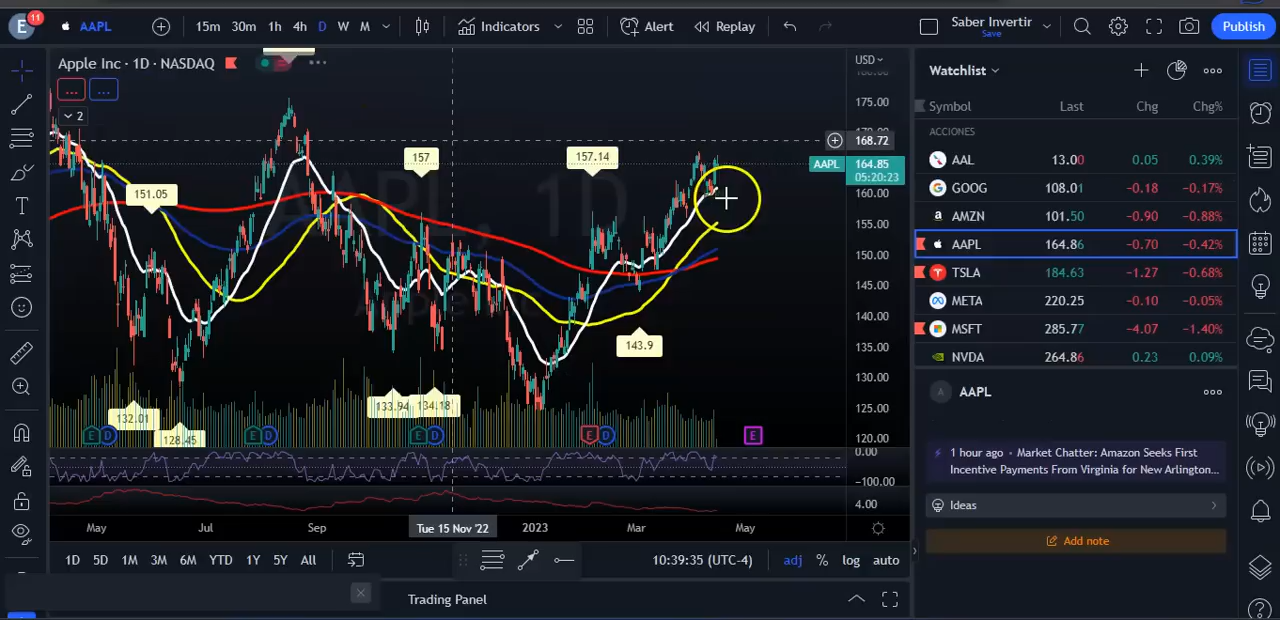 E 11 AAPL 15m 30m 1h 4h D W M Indicators Alert Replay Saber Invertir Save Publish
Apple Inc · 1D · NASDAQ
... ...
2
USD
175.00
168.72
AAPL 164.85
05:20:23
160.00
155.00
150.00
145.00
140.00
135.00
130.00
125.00
120.00
0.00
-100.00
4.00
AAPL, 1D
Apple Inc
151.05
157
157.14
143.9
132.01
128.45
133.94
134.18
E D E D E D E D E
May Jul Sep Tue 15 Nov '22 2023 Mar May
1D 5D 1M 3M 6M YTD 1Y 5Y All 10:39:35 (UTC-4) adj % log auto
Trading Panel
Watchlist
Symbol Last Chg Chg%
ACCIONES
AAL 13.00 0.05 0.39%
GOOG 108.01 -0.18 -0.17%
AMZN 101.50 -0.90 -0.88%
AAPL 164.86 -0.70 -0.42%
TSLA 184.63 -1.27 -0.68%
META 220.25 -0.10 -0.05%
MSFT 285.77 -4.07 -1.40%
NVDA 264.86 0.23 0.09%
A AAPL
1 hour ago · Market Chatter: Amazon Seeks First
Incentive Payments From Virginia for New Arlington...
Ideas
Add note